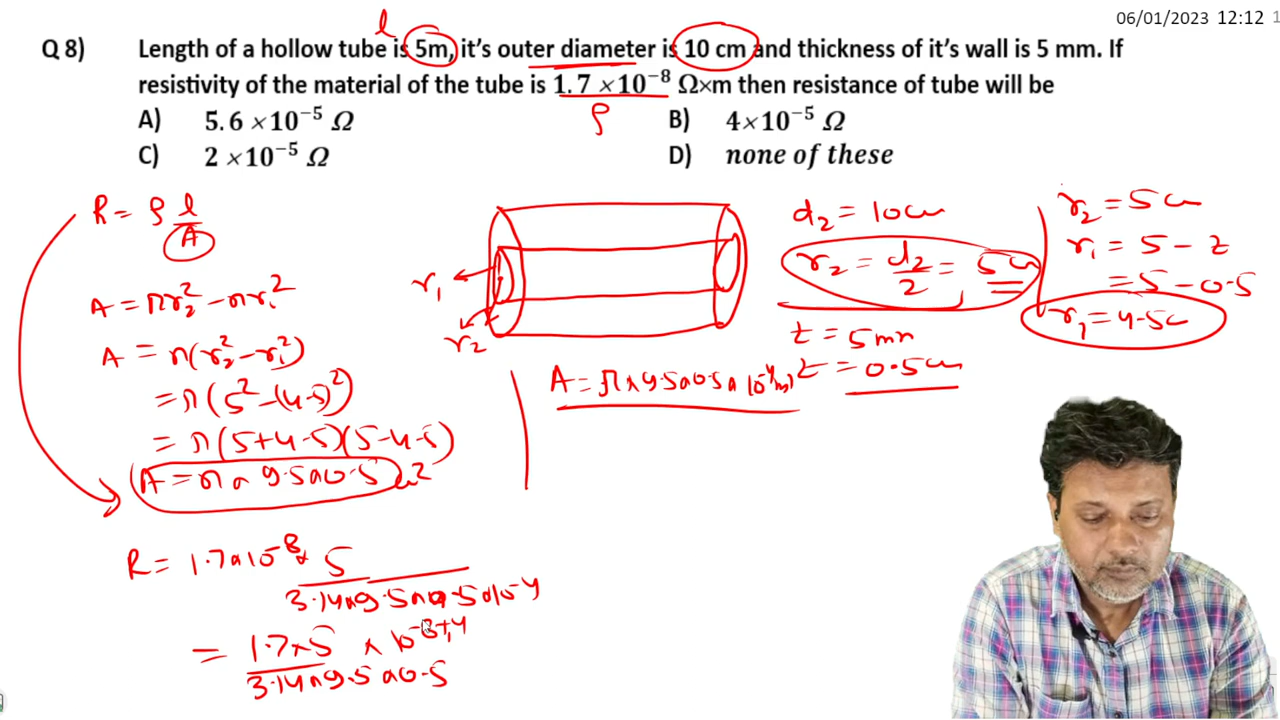 06/01/2023 12:12 1
Q 8) Length of a hollow tube is 5m, it's outer diameter is 10 cm and thickness of it's wall is 5 mm. If
resistivity of the material of the tube is 1.7 ×10⁻⁸ Ω×m then resistance of tube will be
A) 5.6 ×10⁻⁵ Ω B) 4×10⁻⁵ Ω
C) 2 ×10⁻⁵ Ω D) none of these
l
ρ
R = ρ l/A
A = πr₂² - πr₁²
A = π(r₂² - r₁²)
= π(5² - (4.5)²)
= π(5+4.5)(5-4.5)
A = π × 9.5 × 0.5 cm²
R = 1.7×10⁻⁸ × 5 / 3.14×9.5×0.5×10⁻⁴
= 1.7×5 / 3.14×9.5×0.5 × 10⁻⁸⁺⁴
r₁
r₂
A = π × 9.5×0.5 × 10⁻⁴ m²
d₂ = 10cm
r₂ = d₂/2 = 5cm
t = 5mm
t = 0.5cm
r₂ = 5cm
r₁ = 5 - t
= 5 - 0.5
r₁ = 4.5c